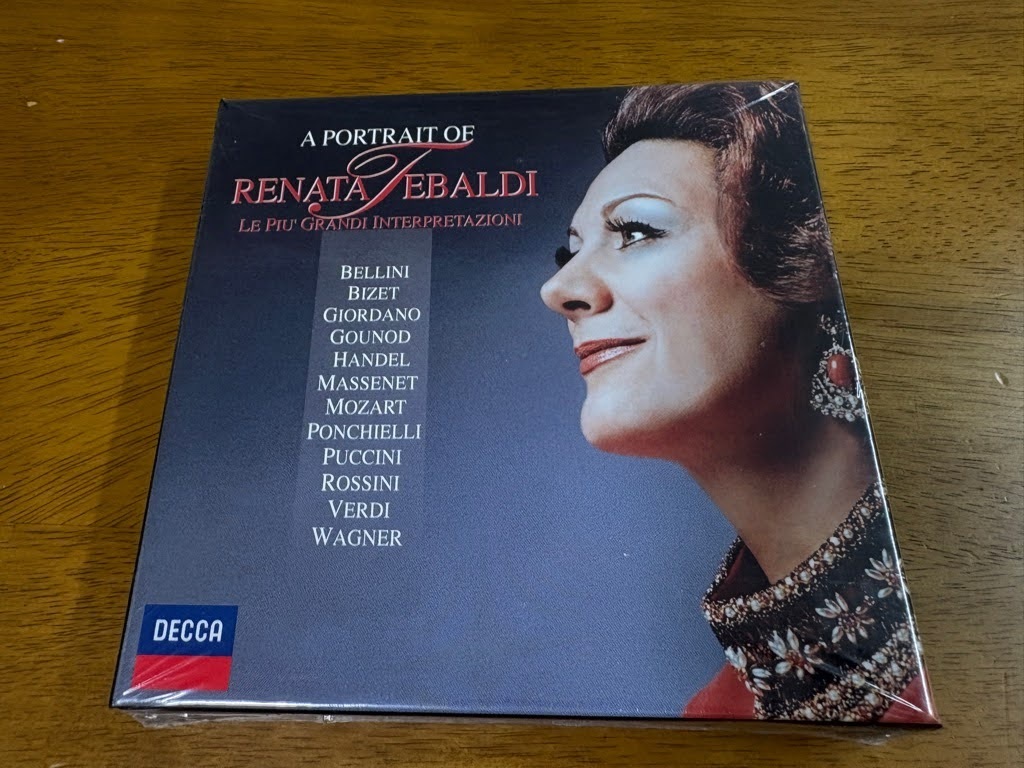 A PORTRAIT OF
RENATA TEBALDI
LE PIU' GRANDI INTERPRETAZIONI
BELLINI
BIZET
GIORDANO
GOUNOD
HANDEL
MASSENET
MOZART
PONCHIELLI
PUCCINI
ROSSINI
VERDI
WAGNER
DECCA